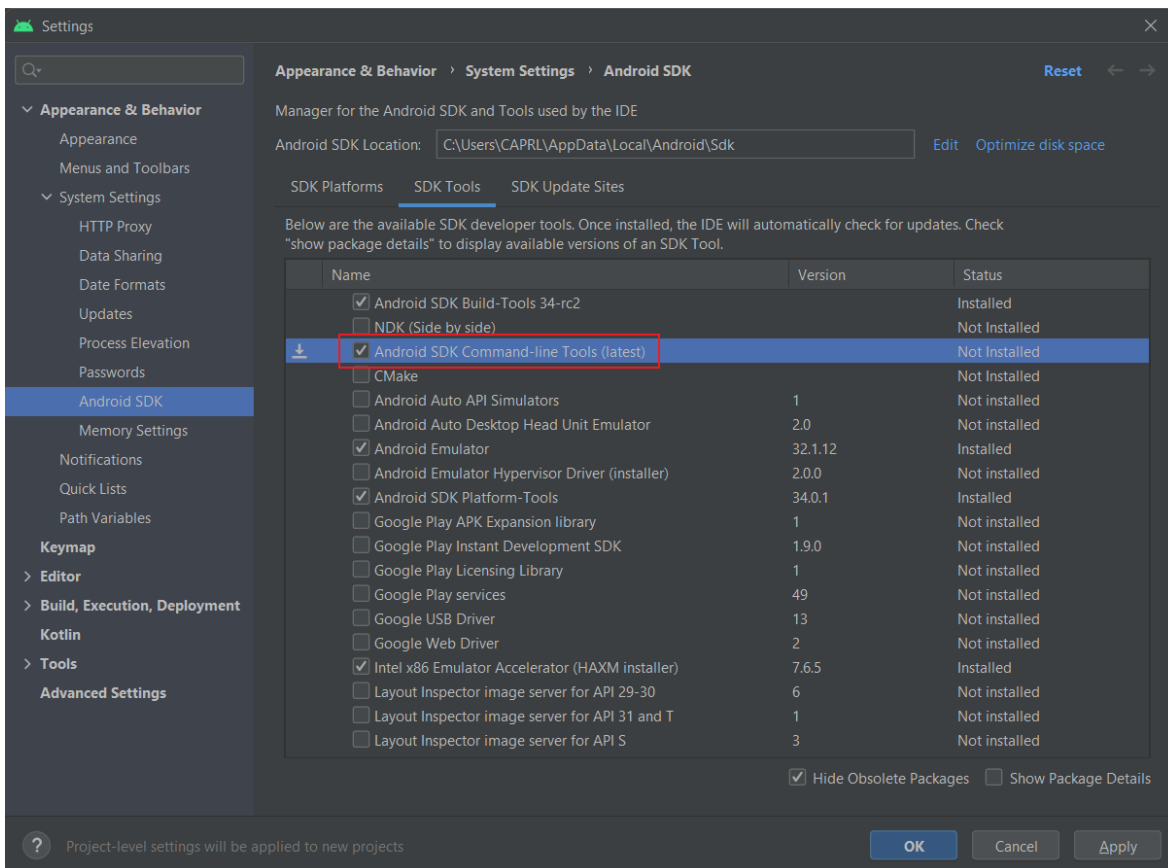 Settings
Appearance & Behavior
Appearance
Menus and Toolbars
System Settings
HTTP Proxy
Data Sharing
Date Formats
Updates
Process Elevation
Passwords
Android SDK
Memory Settings
Notifications
Quick Lists
Path Variables
Keymap
Editor
Build, Execution, Deployment
Kotlin
Tools
Advanced Settings
Appearance & Behavior › System Settings › Android SDK Reset
Manager for the Android SDK and Tools used by the IDE
Android SDK Location: C:\Users\CAPRL\AppData\Local\Android\Sdk Edit Optimize disk space
SDK Platforms SDK Tools SDK Update Sites
Below are the available SDK developer tools. Once installed, the IDE will automatically check for updates. Check
"show package details" to display available versions of an SDK Tool.
Name Version Status
Android SDK Build-Tools 34-rc2 Installed
NDK (Side by side) Not Installed
Android SDK Command-line Tools (latest) Not Installed
CMake Not Installed
Android Auto API Simulators 1 Not installed
Android Auto Desktop Head Unit Emulator 2.0 Not installed
Android Emulator 32.1.12 Installed
Android Emulator Hypervisor Driver (installer) 2.0.0 Not installed
Android SDK Platform-Tools 34.0.1 Installed
Google Play APK Expansion library 1 Not installed
Google Play Instant Development SDK 1.9.0 Not installed
Google Play Licensing Library 1 Not installed
Google Play services 49 Not installed
Google USB Driver 13 Not installed
Google Web Driver 2 Not installed
Intel x86 Emulator Accelerator (HAXM installer) 7.6.5 Installed
Layout Inspector image server for API 29-30 6 Not installed
Layout Inspector image server for API 31 and T 1 Not installed
Layout Inspector image server for API S 3 Not installed
Hide Obsolete Packages Show Package Details
? Project-level settings will be applied to new projects
OK Cancel Apply